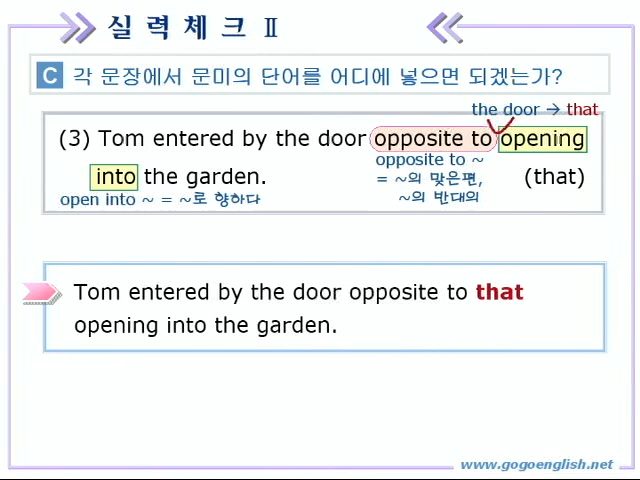 실 력 체 크 Ⅱ
C 각 문장에서 문미의 단어를 어디에 넣으면 되겠는가?
the door → that
(3) Tom entered by the door opposite to opening
opposite to ~
into the garden. = ~의 맞은편, (that)
open into ~ = ~로 향하다 ~의 반대의
Tom entered by the door opposite to that
opening into the garden.
www.gogoenglish.net